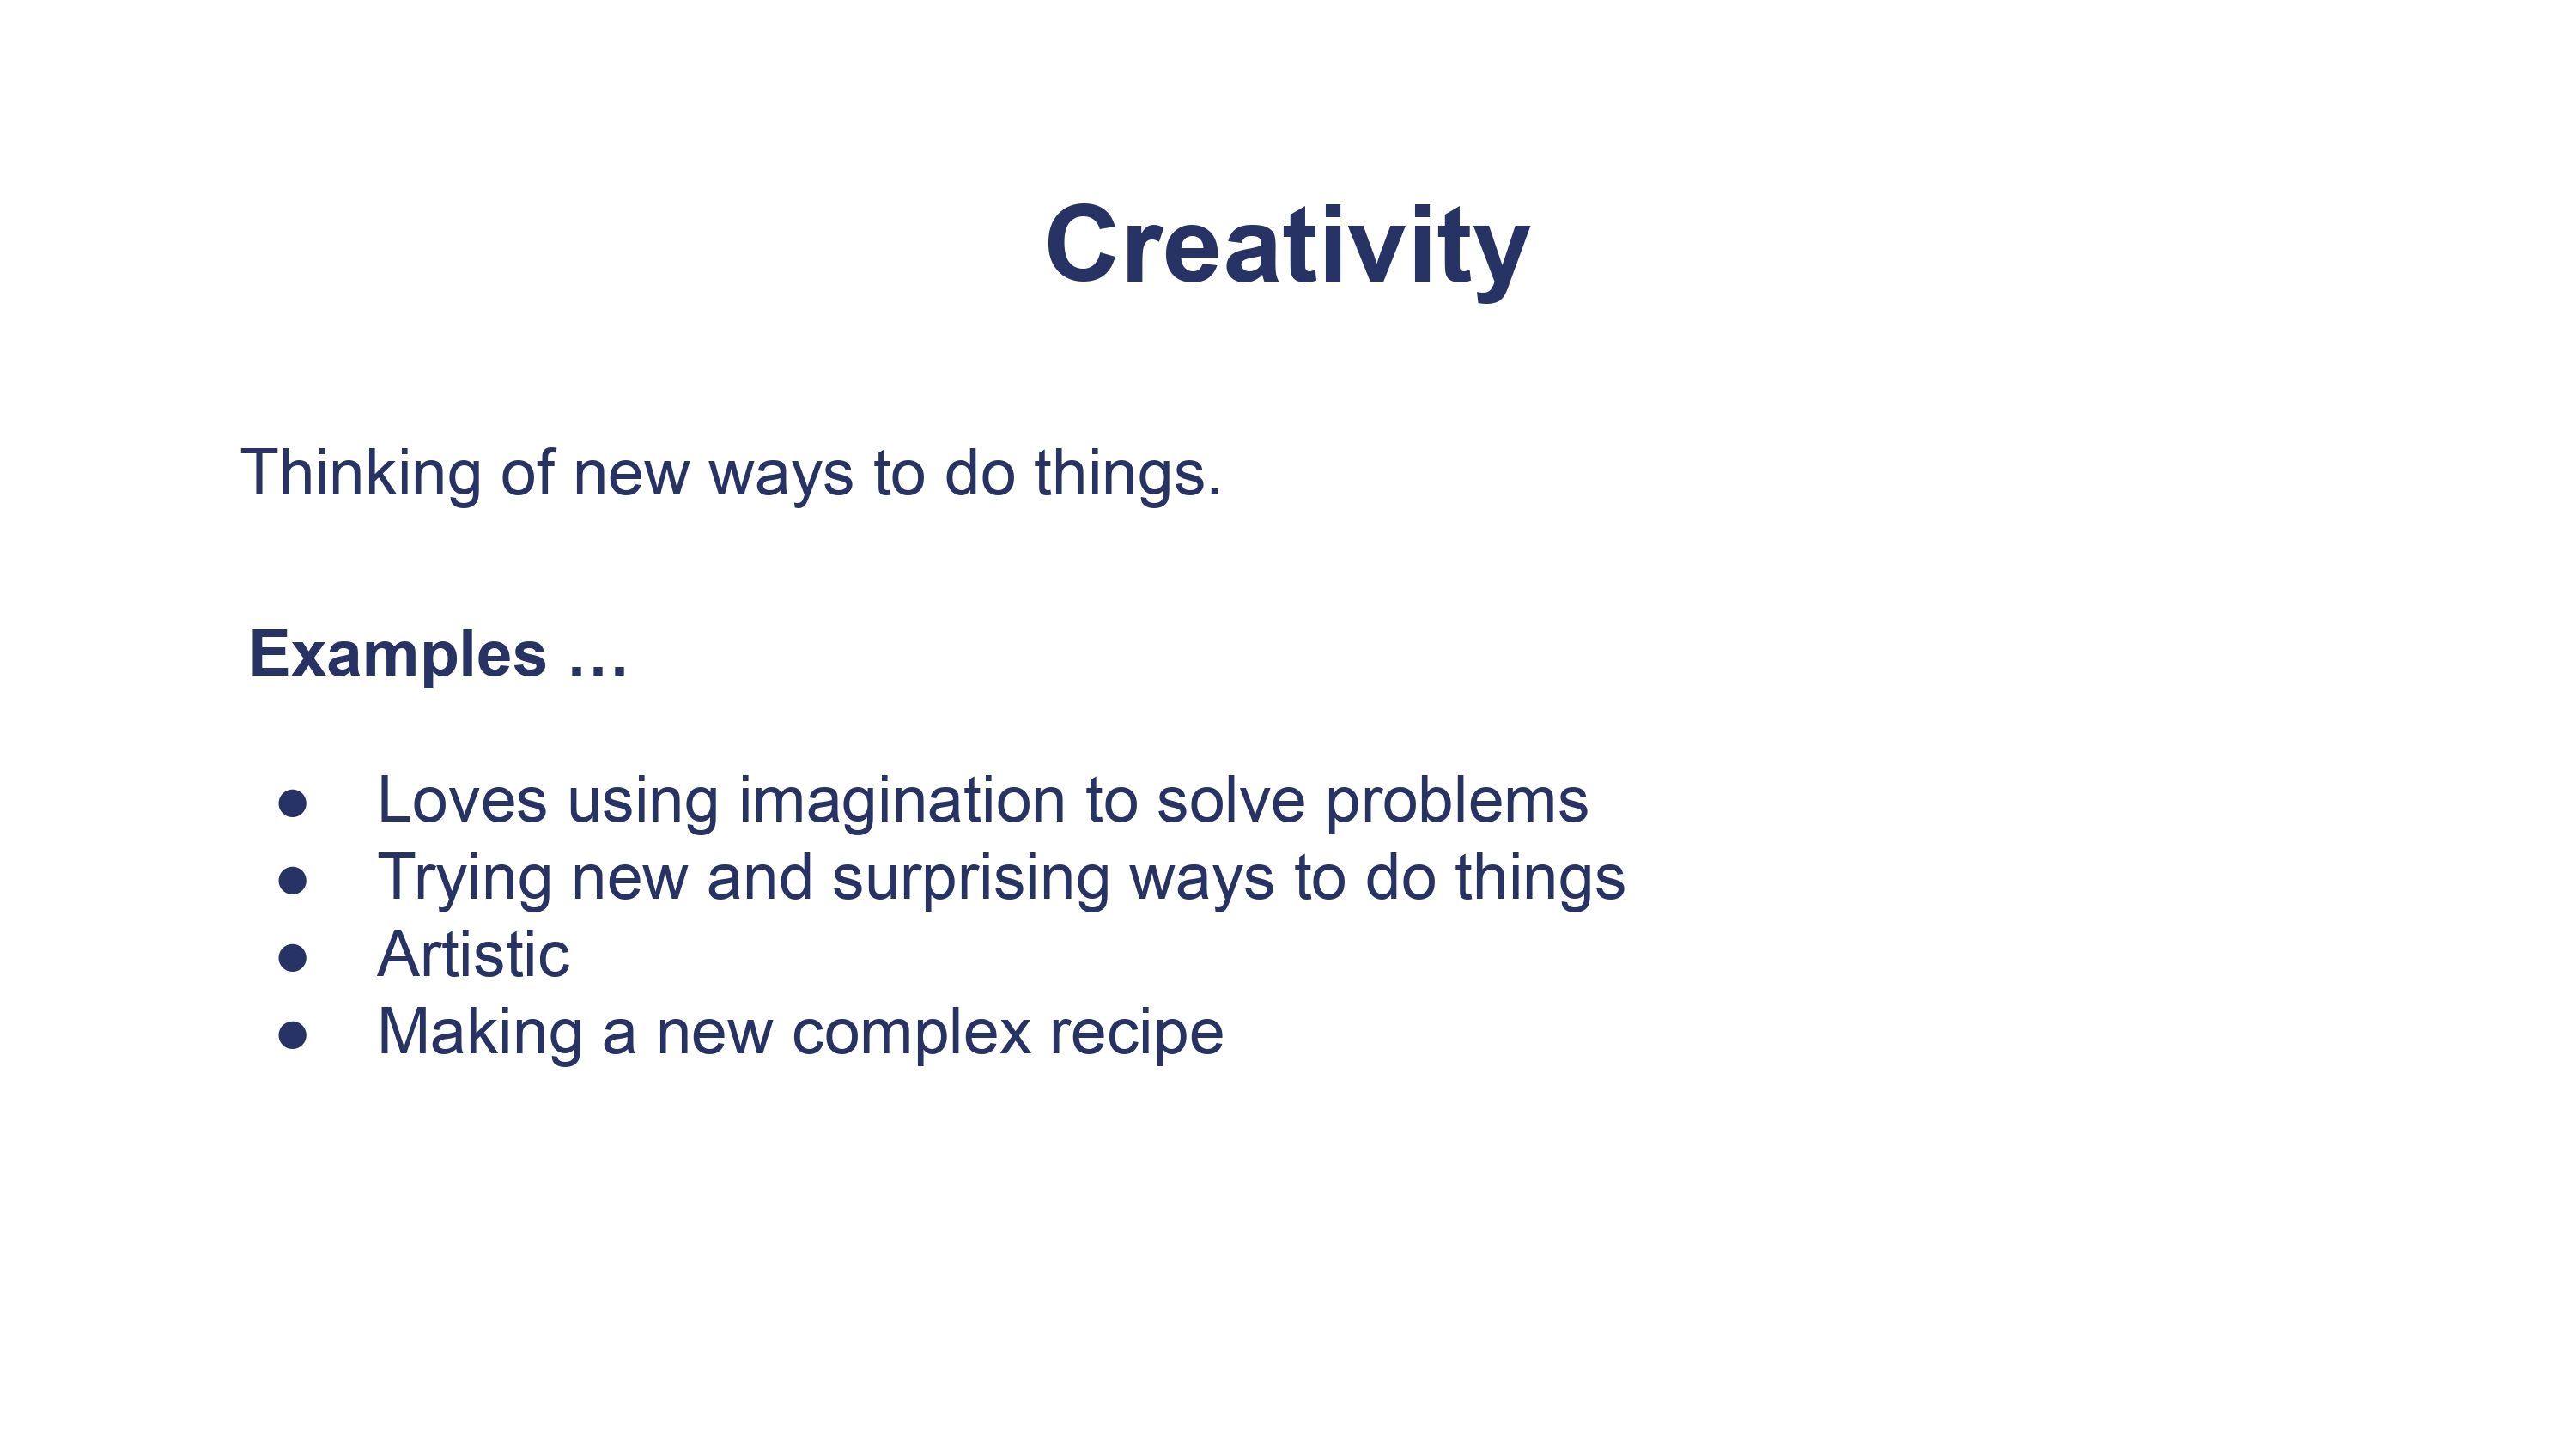 Creativity
Thinking of new ways to do things.
Examples …
● Loves using imagination to solve problems
● Trying new and surprising ways to do things
● Artistic
● Making a new complex recipe